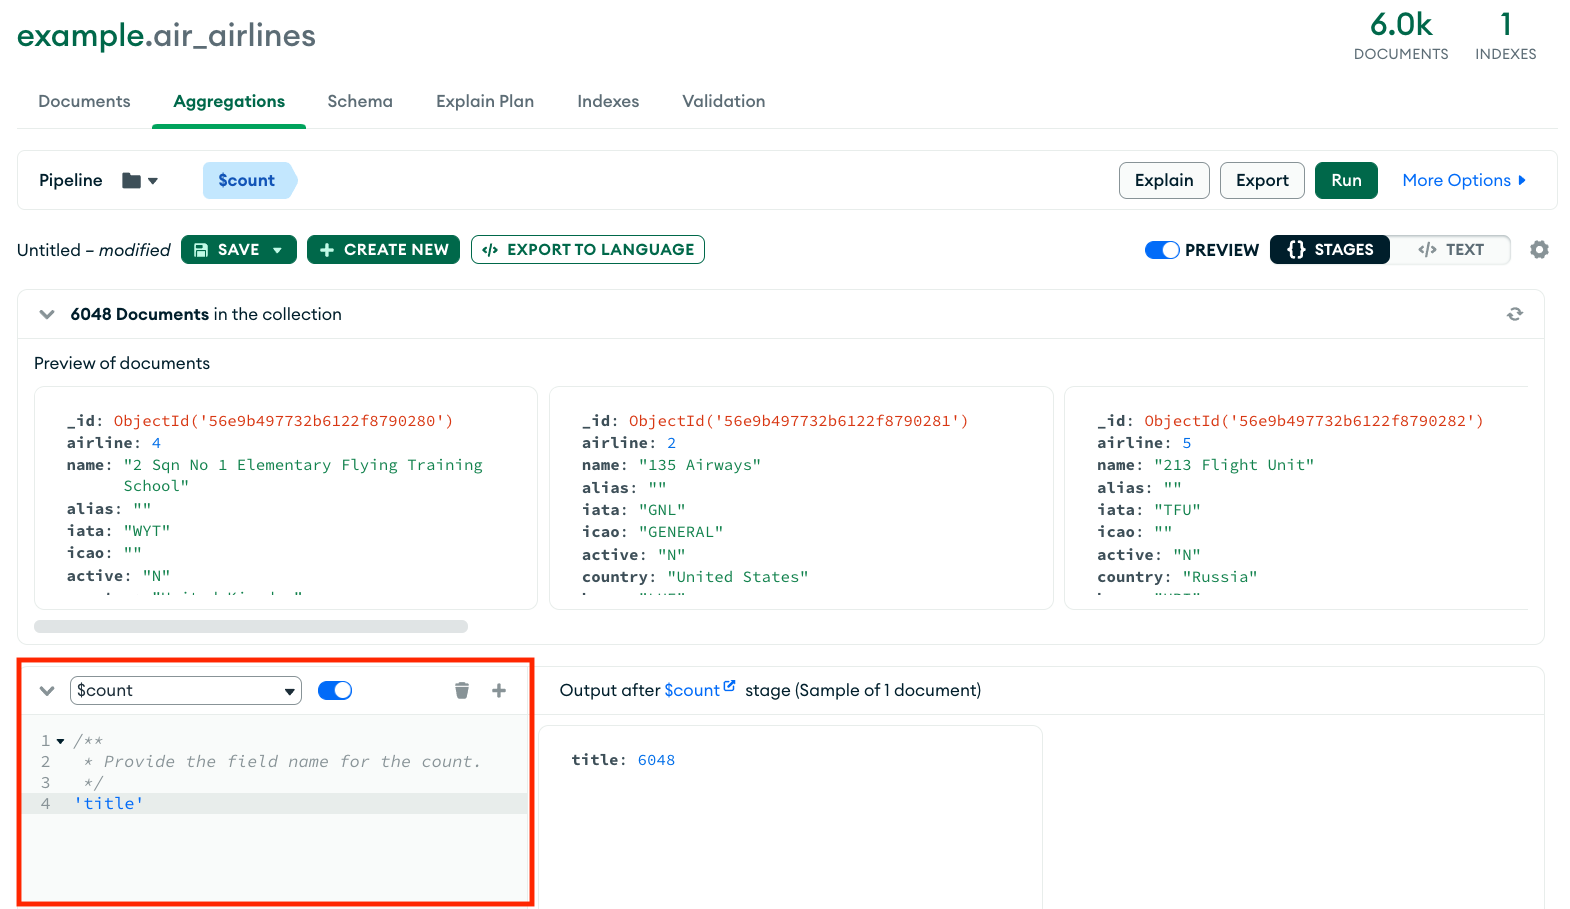 example.air_airlines
6.0k
DOCUMENTS
1
INDEXES
Documents Aggregations Schema Explain Plan Indexes Validation
Pipeline $count Explain Export Run More Options
Untitled – modified SAVE + CREATE NEW </> EXPORT TO LANGUAGE PREVIEW {} STAGES </> TEXT
6048 Documents in the collection
Preview of documents
_id: ObjectId('56e9b497732b6122f8790280')
airline: 4
name: "2 Sqn No 1 Elementary Flying Training
School"
alias: ""
iata: "WYT"
icao: ""
active: "N"
_id: ObjectId('56e9b497732b6122f8790281')
airline: 2
name: "135 Airways"
alias: ""
iata: "GNL"
icao: "GENERAL"
active: "N"
country: "United States"
_id: ObjectId('56e9b497732b6122f8790282')
airline: 5
name: "213 Flight Unit"
alias: ""
iata: "TFU"
icao: ""
active: "N"
country: "Russia"
$count
1 /**
2 * Provide the field name for the count.
3 */
4 'title'
Output after $count stage (Sample of 1 document)
title: 6048